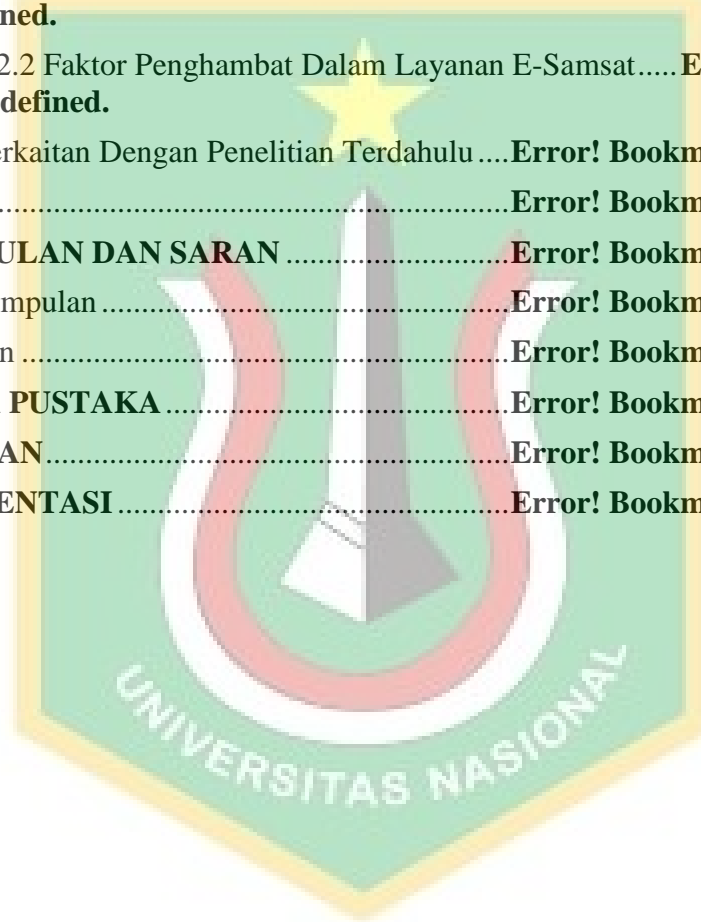 ned.
2.2 Faktor Penghambat Dalam Layanan E-Samsat.....E
defined.
erkaitan Dengan Penelitian Terdahulu ....Error! Bookm
.....................................................Error! Bookm
ULAN DAN SARAN ..........................Error! Bookm
mpulan ..............................................Error! Bookm
n .......................................................Error! Bookm
PUSTAKA .......................................Error! Bookm
AN ....................................................Error! Bookm
ENTASI ............................................Error! Bookm
UNIVERSITAS NASIONAL